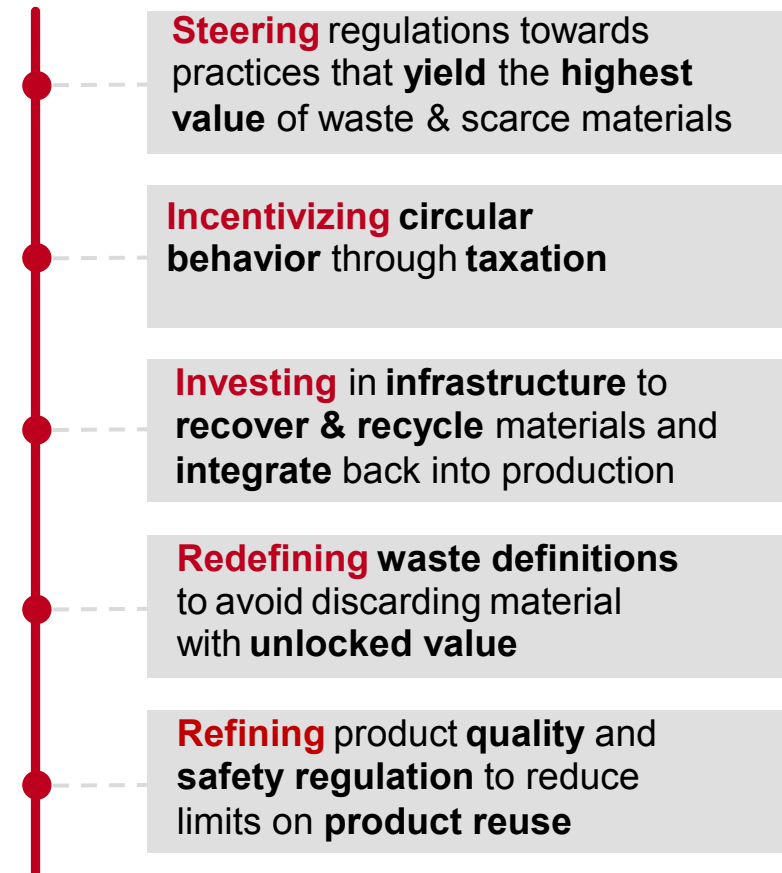 Steering regulations towards
practices that yield the highest
value of waste & scarce materials
Incentivizing circular
behavior through taxation
Investing in infrastructure to
recover & recycle materials and
integrate back into production
Redefining waste definitions
to avoid discarding material
with unlocked value
Refining product quality and
safety regulation to reduce
limits on product reuse